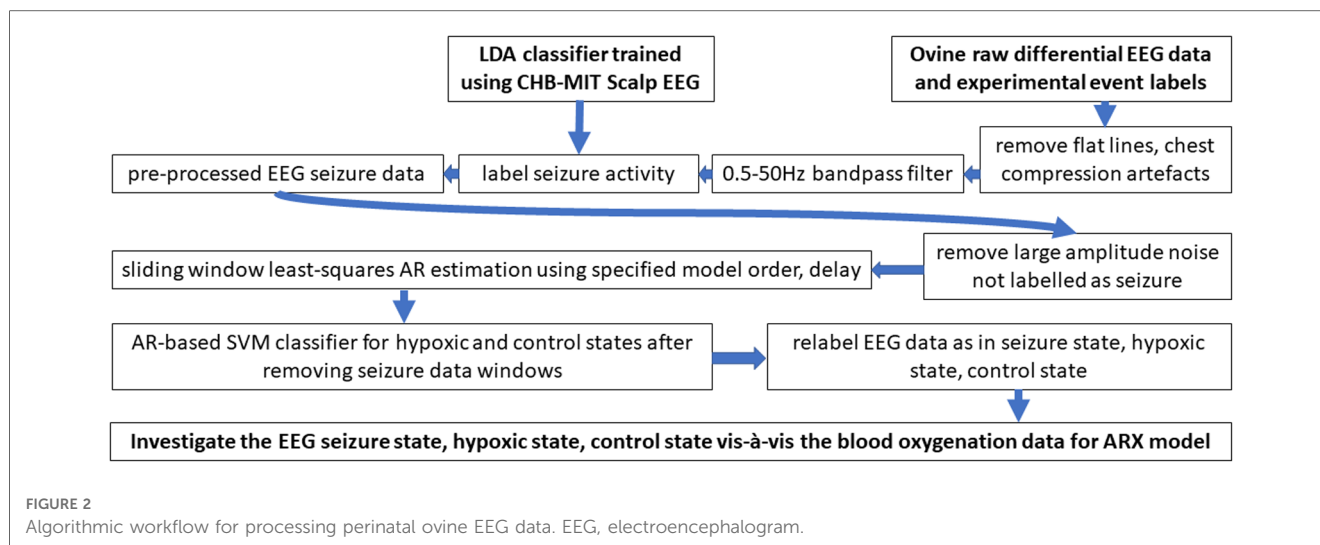 LDA classifier trained
using CHB-MIT Scalp EEG
Ovine raw differential EEG data
and experimental event labels
remove flat lines, chest
compression artefacts
0.5-50Hz bandpass filter
label seizure activity
pre-processed EEG seizure data
remove large amplitude noise
not labelled as seizure
sliding window least-squares AR estimation using specified model order, delay
AR-based SVM classifier for hypoxic and control states after
removing seizure data windows
relabel EEG data as in seizure state, hypoxic
state, control state
Investigate the EEG seizure state, hypoxic state, control state vis-à-vis the blood oxygenation data for ARX model
FIGURE 2
Algorithmic workflow for processing perinatal ovine EEG data. EEG, electroencephalogram.